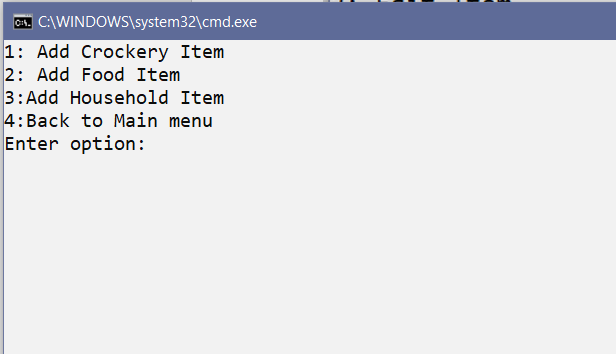 C:\WINDOWS\system32\cmd.exe
1: Add Crockery Item
2: Add Food Item
3:Add Household Item
4:Back to Main menu
Enter option: